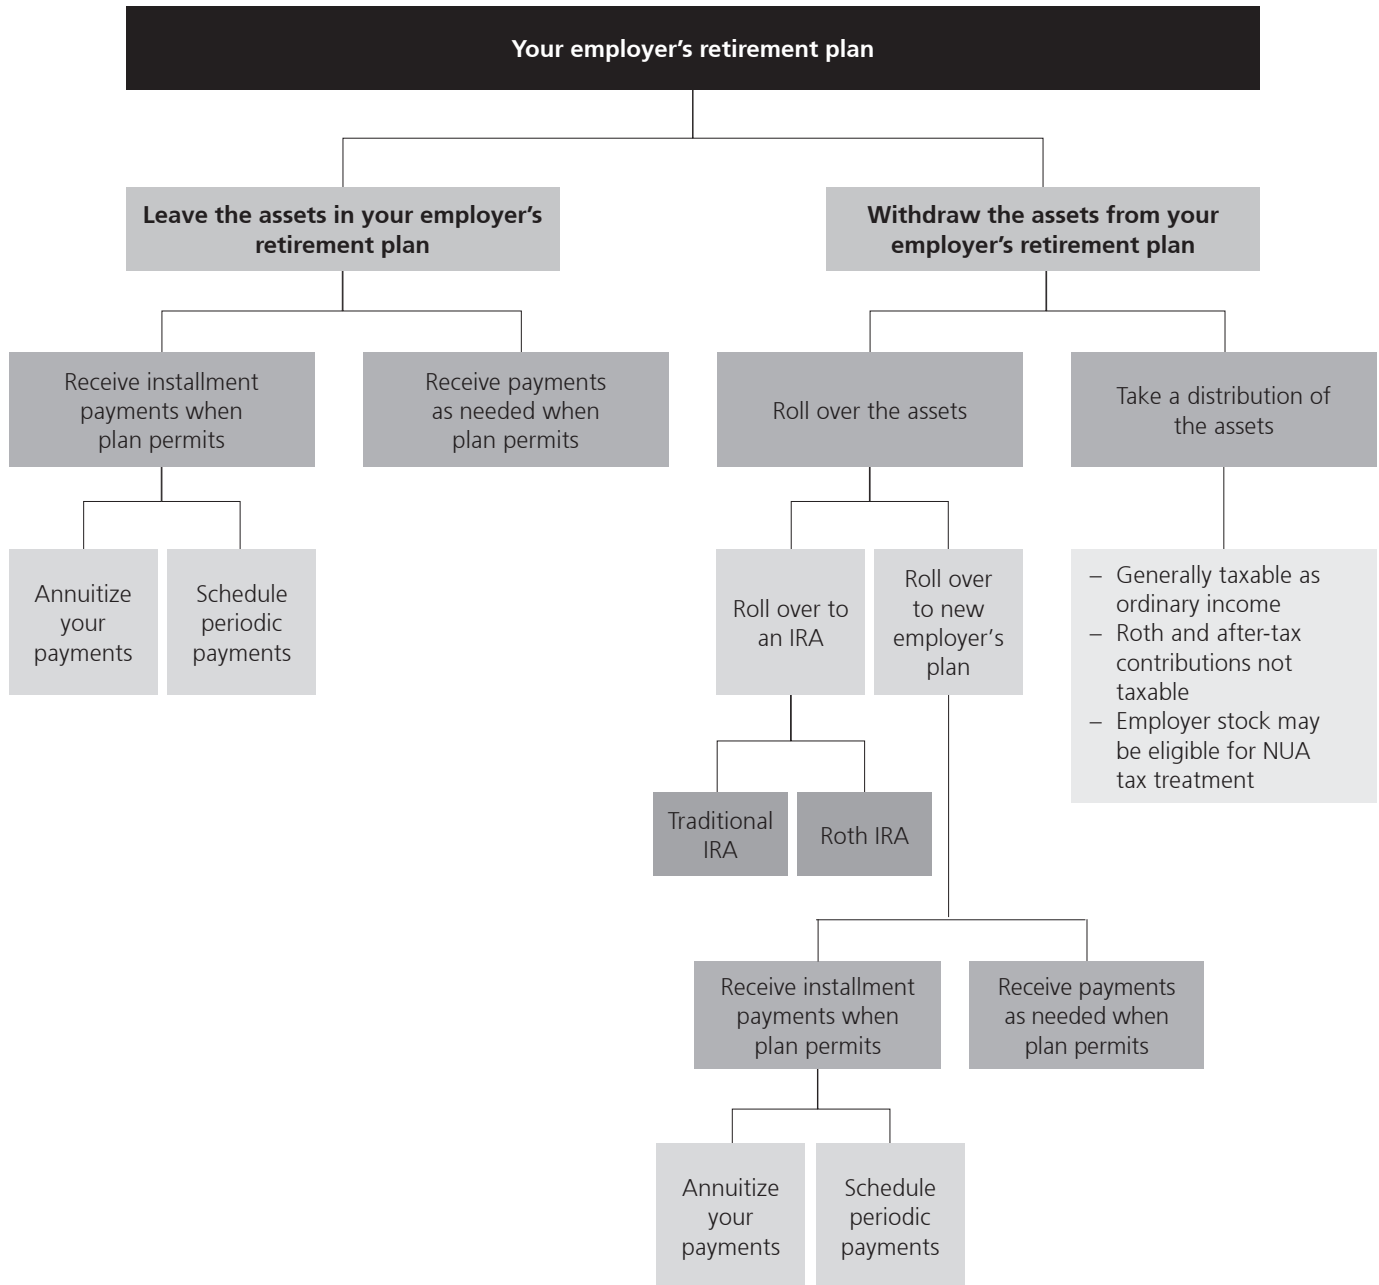 Your employer’s retirement plan
Leave the assets in your employer’s
retirement plan
Withdraw the assets from your
employer’s retirement plan
Receive installment
payments when
plan permits
Receive payments
as needed when
plan permits
Roll over the assets
Take a distribution of
the assets
Annuitize
your
payments
Schedule
periodic
payments
Roll over to
an IRA
Roll over
to new
employer’s
plan
– Generally taxable as
ordinary income
– Roth and after-tax
contributions not
taxable
– Employer stock may
be eligible for NUA
tax treatment
Traditional
IRA
Roth IRA
Receive installment
payments when
plan permits
Receive payments
as needed when
plan permits
Annuitize
your
payments
Schedule
periodic
payments